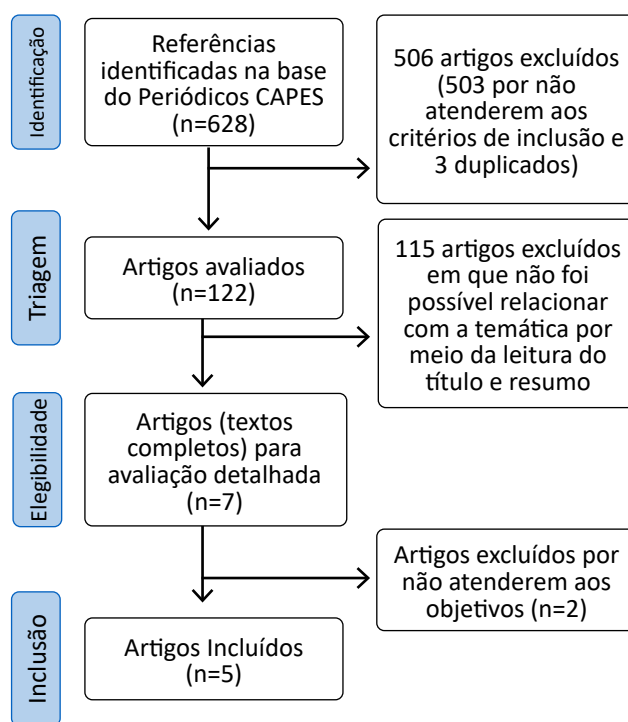 Identificação
Referências
identificadas na base
do Periódicos CAPES
(n=628)
506 artigos excluídos
(503 por não
atenderem aos
critérios de inclusão e
3 duplicados)
Triagem
Artigos avaliados
(n=122)
115 artigos excluídos
em que não foi
possível relacionar
com a temática por
meio da leitura do
título e resumo
Elegibilidade
Artigos (textos
completos) para
avaliação detalhada
(n=7)
Artigos excluídos por
não atenderem aos
objetivos (n=2)
Inclusão
Artigos Incluídos
(n=5)